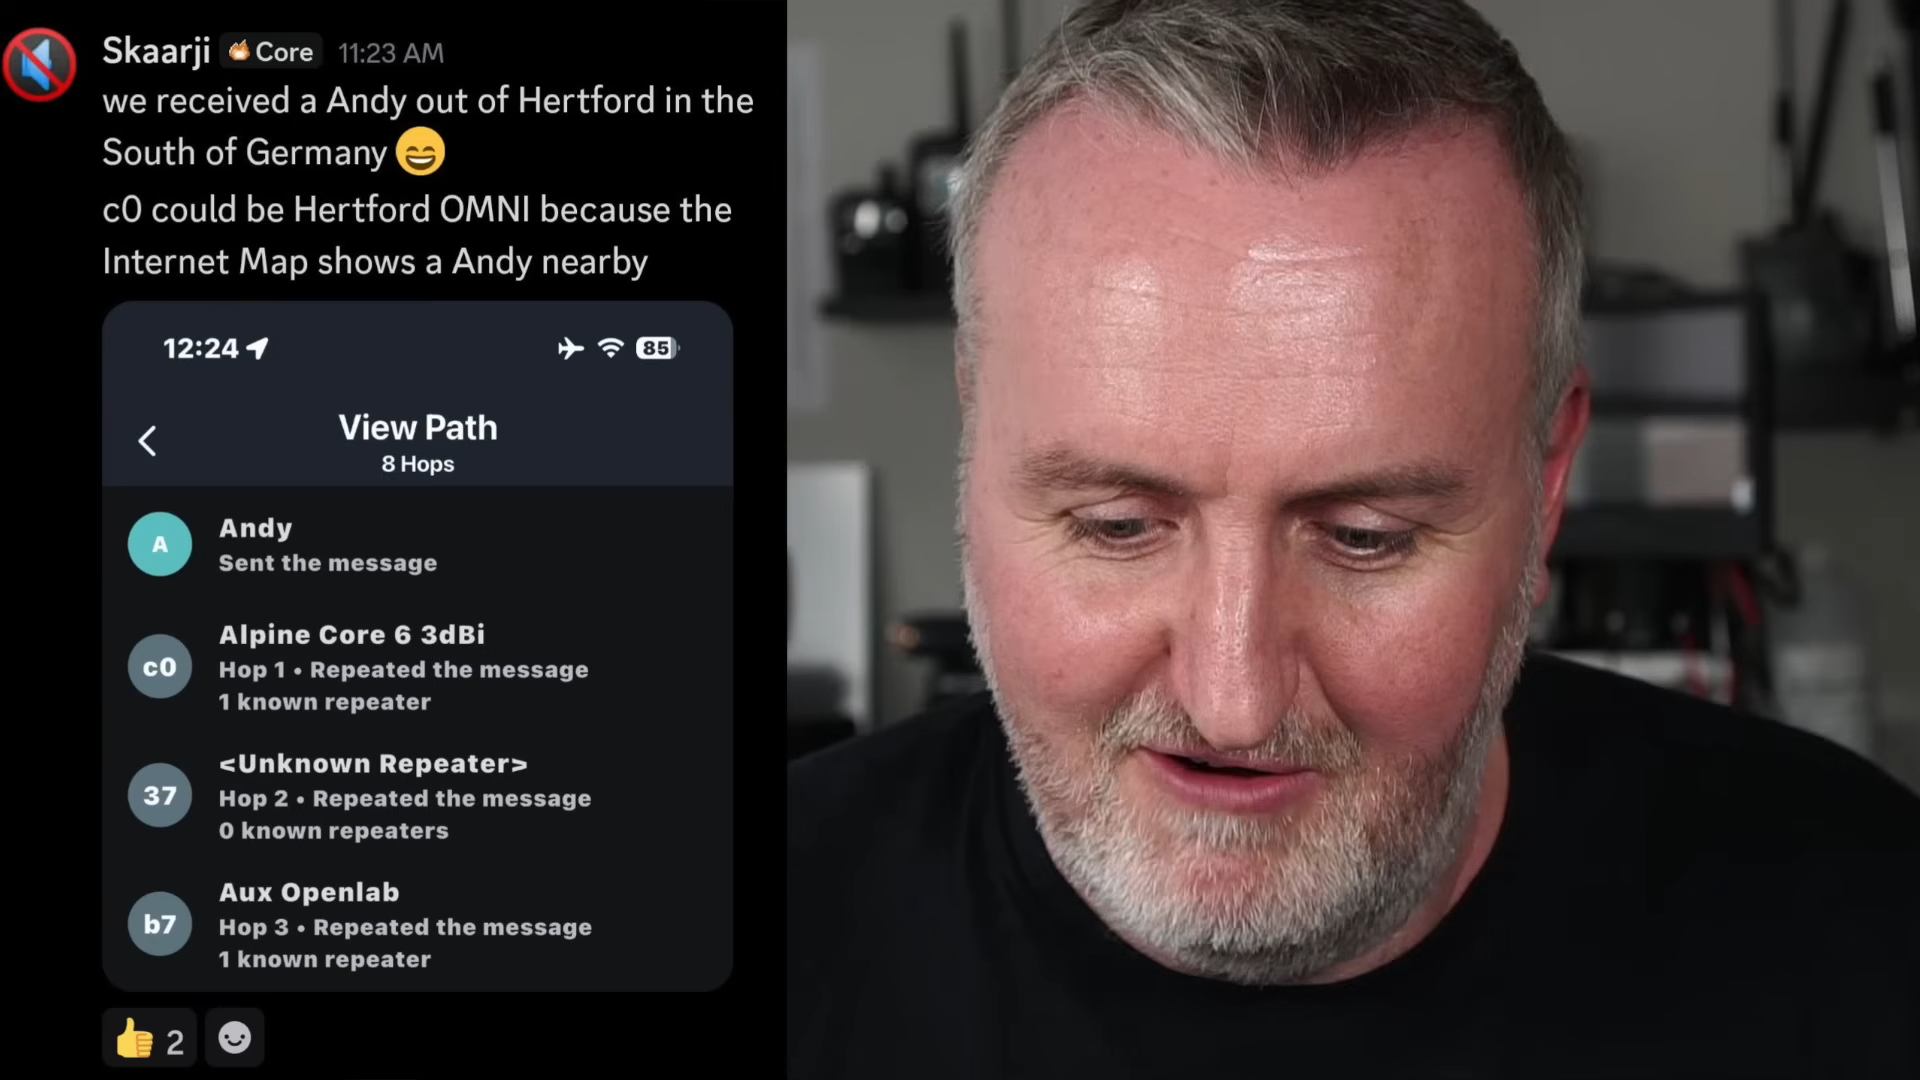 Skaarji Core 11:23 AM
we received a Andy out of Hertford in the
South of Germany 😄
c0 could be Hertford OMNI because the
Internet Map shows a Andy nearby
12:24 85
View Path
8 Hops
A Andy
Sent the message
Alpine Core 6 3dBi
c0 Hop 1 • Repeated the message
1 known repeater
<Unknown Repeater>
37 Hop 2 • Repeated the message
0 known repeaters
Aux Openlab
b7 Hop 3 • Repeated the message
1 known repeater
👍 2